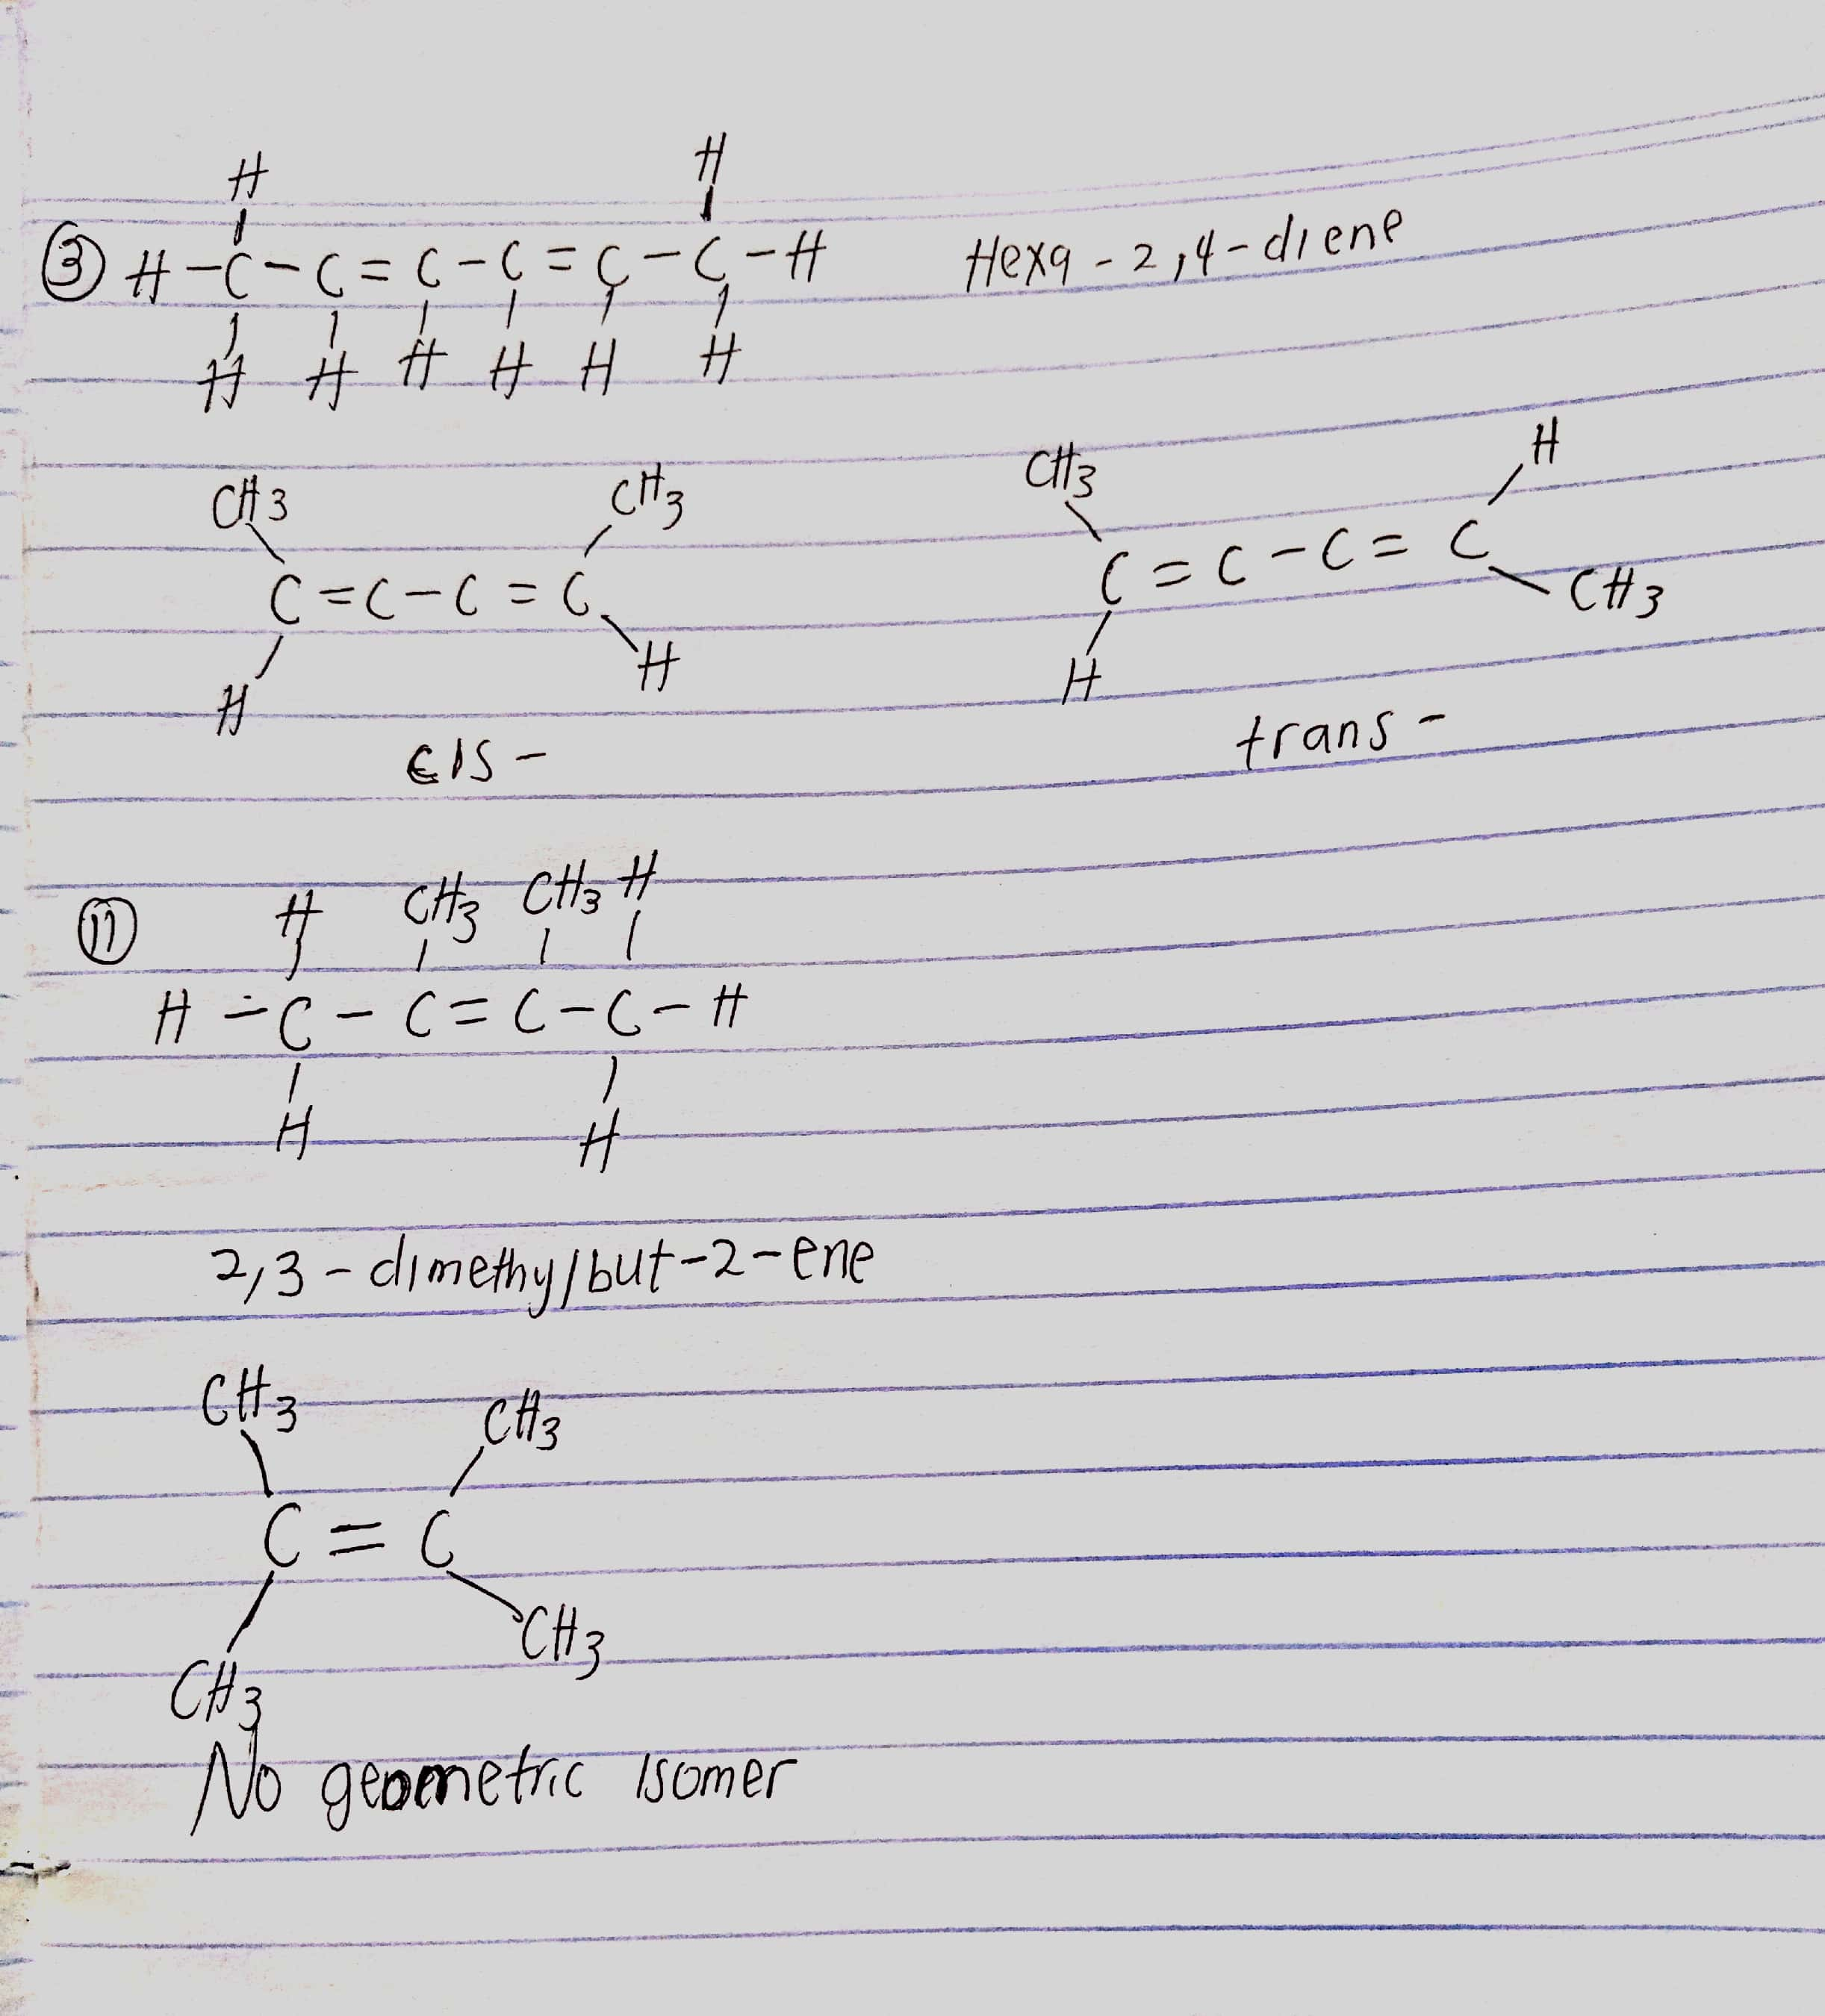 H H
③ H-C-C=C-C=C-C-H Hexa-2,4-diene
H H H H H H
CH3 CH3 CH3 H
C=C-C=C C=C-C=C
H H H CH3
cis- trans-
⑪ H CH3 CH3 H
H-C-C=C-C-H
H H
2,3-dimethylbut-2-ene
CH3 CH3
C=C
CH3 CH3
No geometric isomer